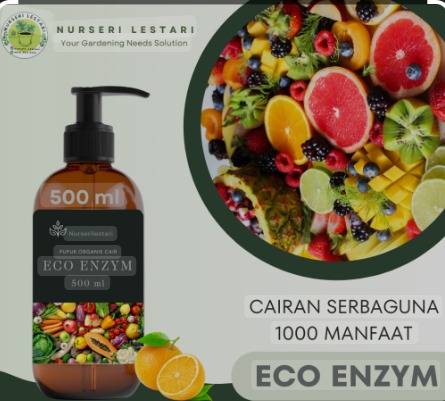 NURSERI LESTARI
NURSERI LESTARI
Your Gardening Needs Solution
500 ml
Nurserilestari
PUPUK ORGANIK CAIR
ECO ENZYM
500 ml
CAIRAN SERBAGUNA
1000 MANFAAT
ECO ENZYM